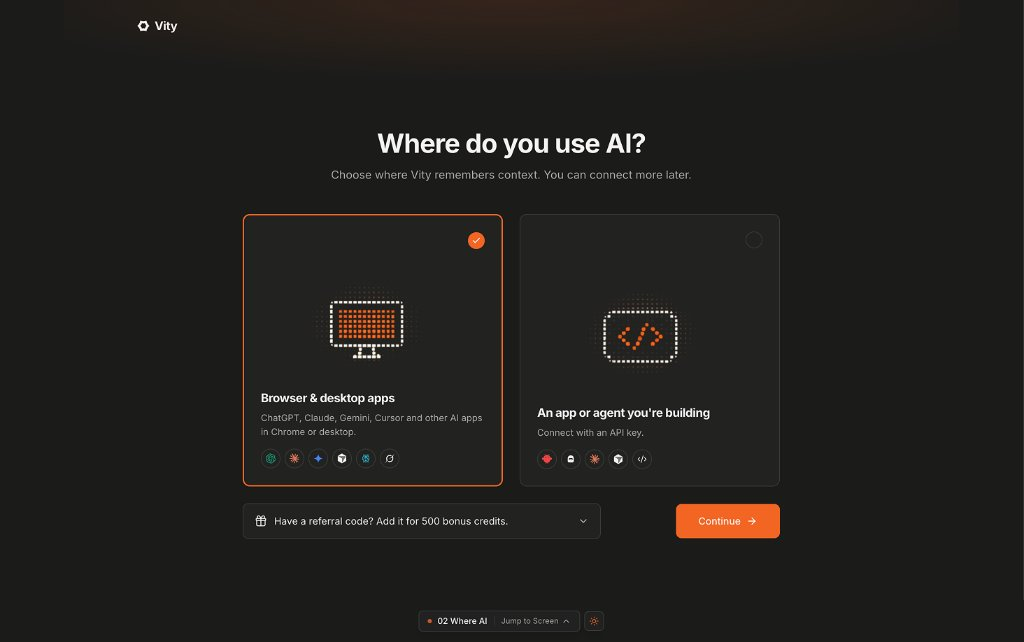 Vity
Where do you use AI?
Choose where Vity remembers context. You can connect more later.
Browser & desktop apps
ChatGPT, Claude, Gemini, Cursor and other AI apps
in Chrome or desktop.
An app or agent you're building
Connect with an API key.
Have a referral code? Add it for 500 bonus credits.
Continue
02 Where AI
Jump to Screen